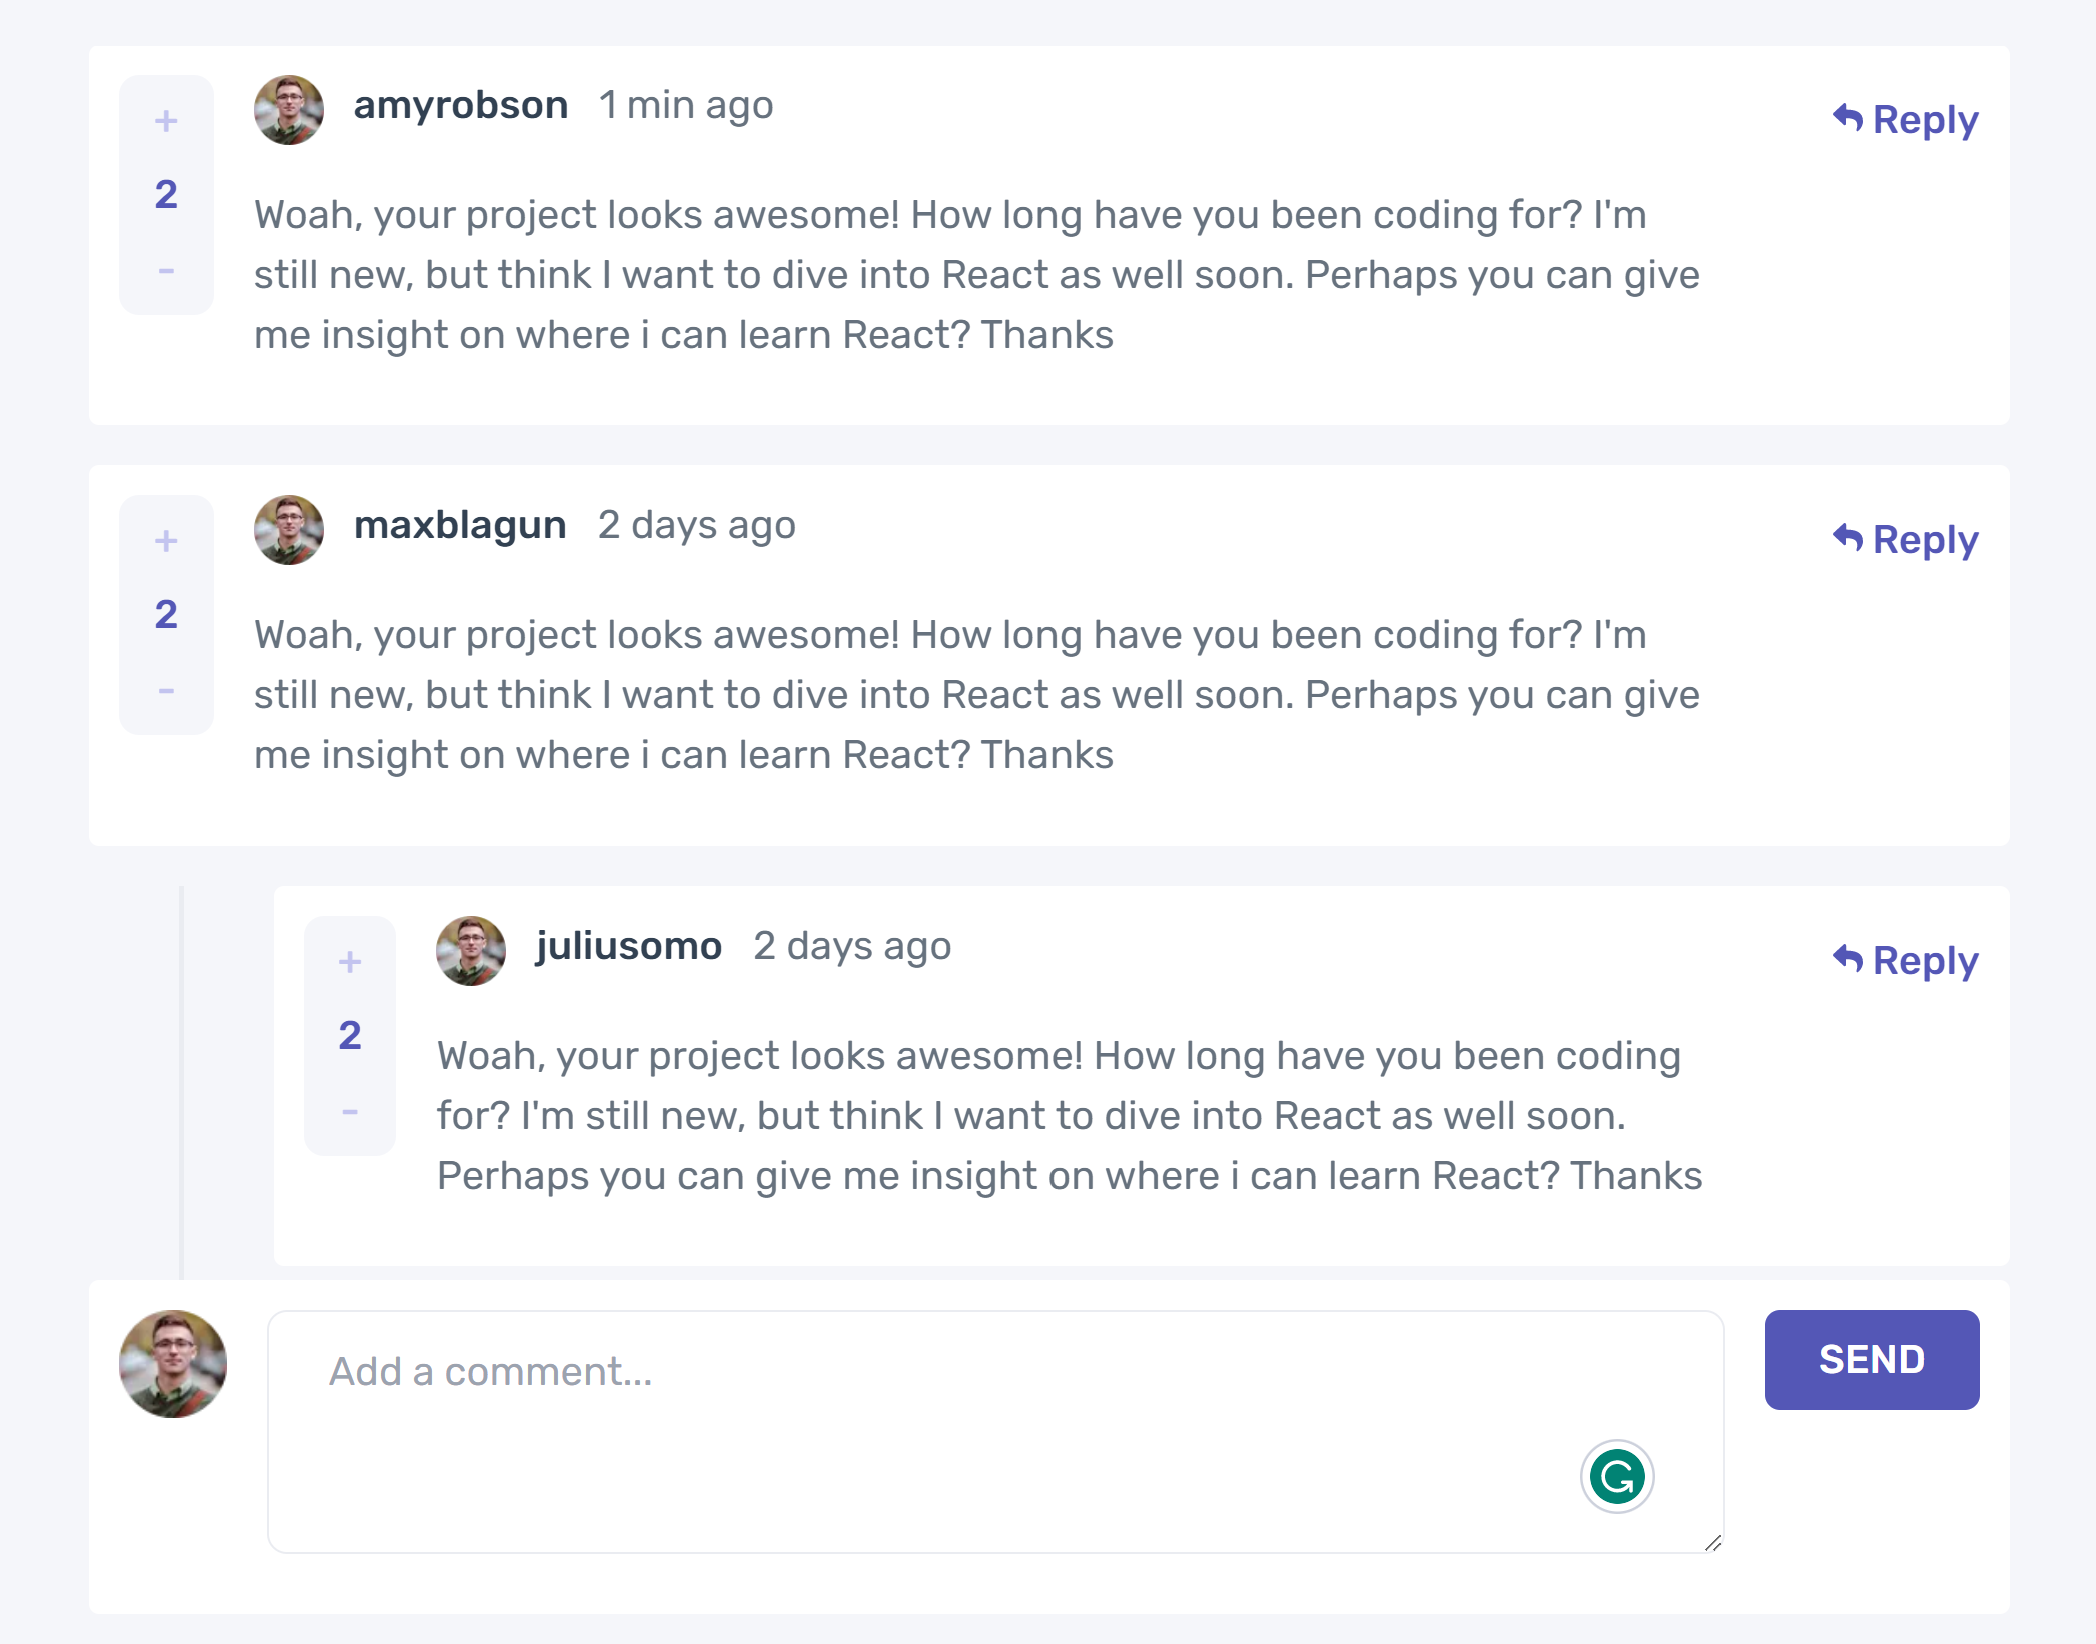 +
2
-
amyrobson 1 min ago
Reply
Woah, your project looks awesome! How long have you been coding for? I'm
still new, but think I want to dive into React as well soon. Perhaps you can give
me insight on where i can learn React? Thanks
+
2
-
maxblagun 2 days ago
Reply
Woah, your project looks awesome! How long have you been coding for? I'm
still new, but think I want to dive into React as well soon. Perhaps you can give
me insight on where i can learn React? Thanks
+
2
-
juliusomo 2 days ago
Reply
Woah, your project looks awesome! How long have you been coding
for? I'm still new, but think I want to dive into React as well soon.
Perhaps you can give me insight on where i can learn React? Thanks
Add a comment...
G
SEND